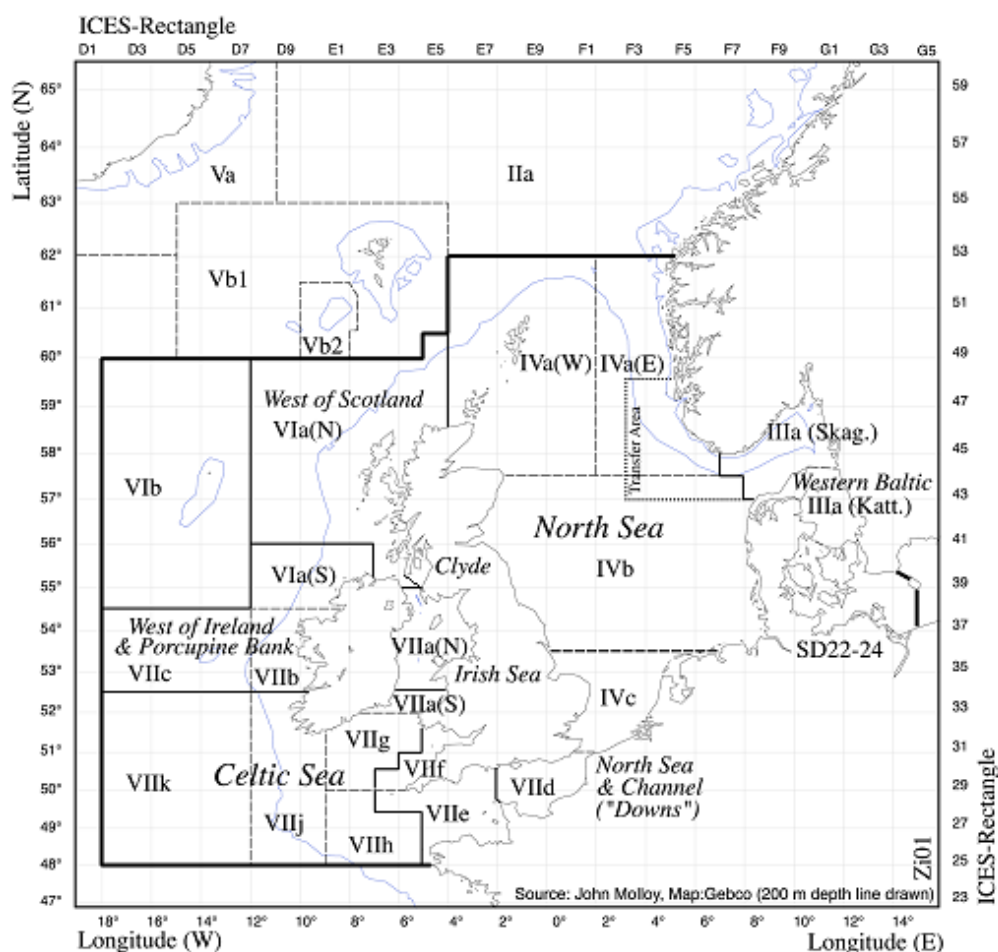 ICES-Rectangle
D1 D3 D5 D7 D9 E1 E3 E5 E7 E9 F1 F3 F5 F7 F9 G1 G3 G5
Latitude (N)
65°
64°
63°
62°
61°
60°
59°
58°
57°
56°
55°
54°
53°
52°
51°
50°
49°
48°
47°
59
57
55
53
51
49
47
45
43
41
39
37
35
33
31
29
27
25
23
ICES-Rectangle
Va
IIa
Vb1
Vb2
IVa(W) IVa(E)
West of Scotland
VIa(N)
Transfer Area
IIIa (Skag.)
VIb
Western Baltic
IIIa (Katt.)
North Sea
IVb
VIa(S)
Clyde
West of Ireland
& Porcupine Bank
VIIc
VIIb
VIIa(N)
Irish Sea
VIIa(S)
SD22-24
IVc
VIIg
VIIk
Celtic Sea
VIIf
VIId
North Sea
& Channel
("Downs")
VIIj
VIIe
VIIh
Zi01
Source: John Molloy, Map:Gebco (200 m depth line drawn)
18° 16° 14° 12° 10° 8° 6° 4° 2° 0° 2° 4° 6° 8° 10° 12° 14°
Longitude (W)
Longitude (E)